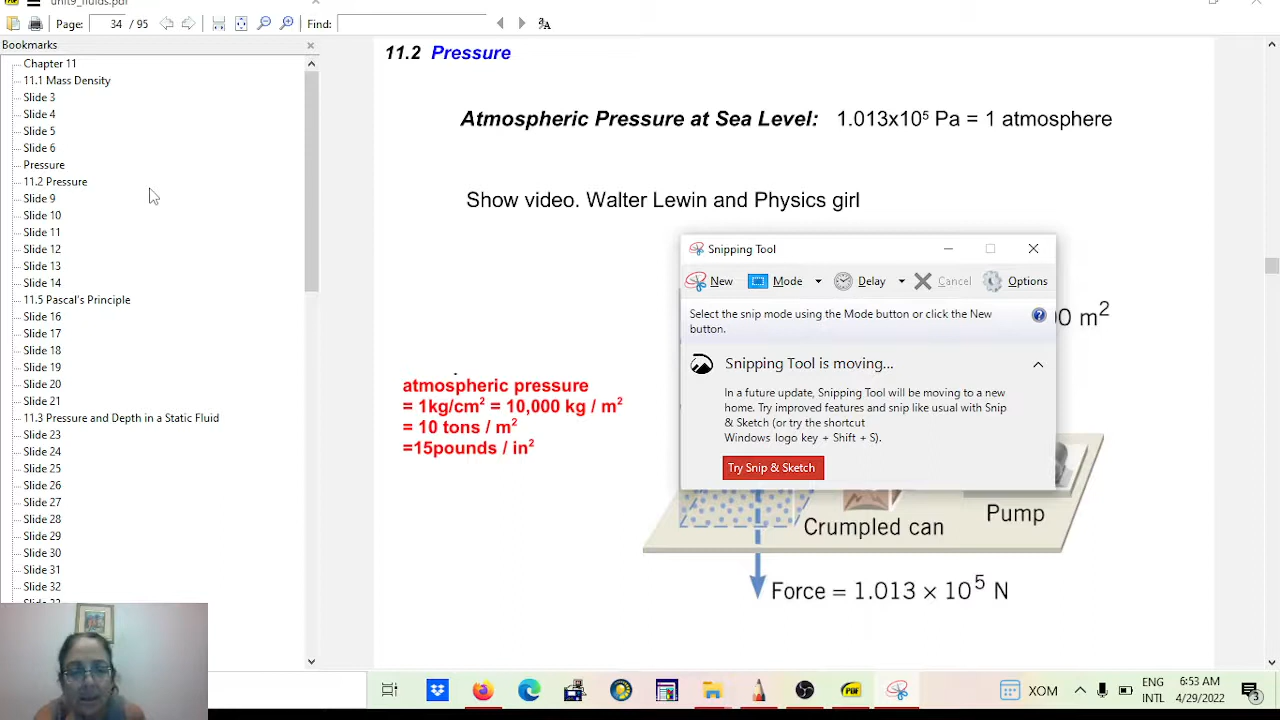 unit9_fluids.pdf
Page:
34 / 95
Find:
Bookmarks
Chapter 11
11.1 Mass Density
Slide 3
Slide 4
Slide 5
Slide 6
Pressure
11.2 Pressure
Slide 9
Slide 10
Slide 11
Slide 12
Slide 13
Slide 14
11.5 Pascal's Principle
Slide 16
Slide 17
Slide 18
Slide 19
Slide 20
Slide 21
11.3 Pressure and Depth in a Static Fluid
Slide 23
Slide 24
Slide 25
Slide 26
Slide 27
Slide 28
Slide 29
Slide 30
Slide 31
Slide 32
11.2 Pressure
Atmospheric Pressure at Sea Level: 1.013x10⁵ Pa = 1 atmosphere
Show video. Walter Lewin and Physics girl
atmospheric pressure
= 1kg/cm² = 10,000 kg / m²
= 10 tons / m²
=15pounds / in²
Snipping Tool
New Mode Delay Cancel Options
Select the snip mode using the Mode button or click the New
button.
Snipping Tool is moving...
In a future update, Snipping Tool will be moving to a new
home. Try improved features and snip like usual with Snip
& Sketch (or try the shortcut
Windows logo key + Shift + S).
Try Snip & Sketch
0 m²
Crumpled can
Pump
Force = 1.013 × 10⁵ N
PDF
XOM
ENG
INTL
6:53 AM
4/29/2022
3